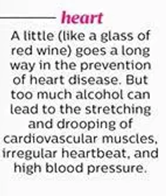 heart
A little (like a glass of
red wine) goes a long
way in the prevention
of heart disease. But
too much alcohol can
lead to the stretching
and drooping of
cardiovascular muscles,
irregular heartbeat, and
high blood pressure.